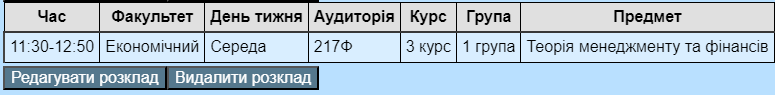 Час Факультет День тижня Аудиторія Курс Група Предмет
11:30-12:50 Економічний Середа 217Ф 3 курс 1 група Теорія менеджменту та фінансів
Редагувати розклад Видалити розклад